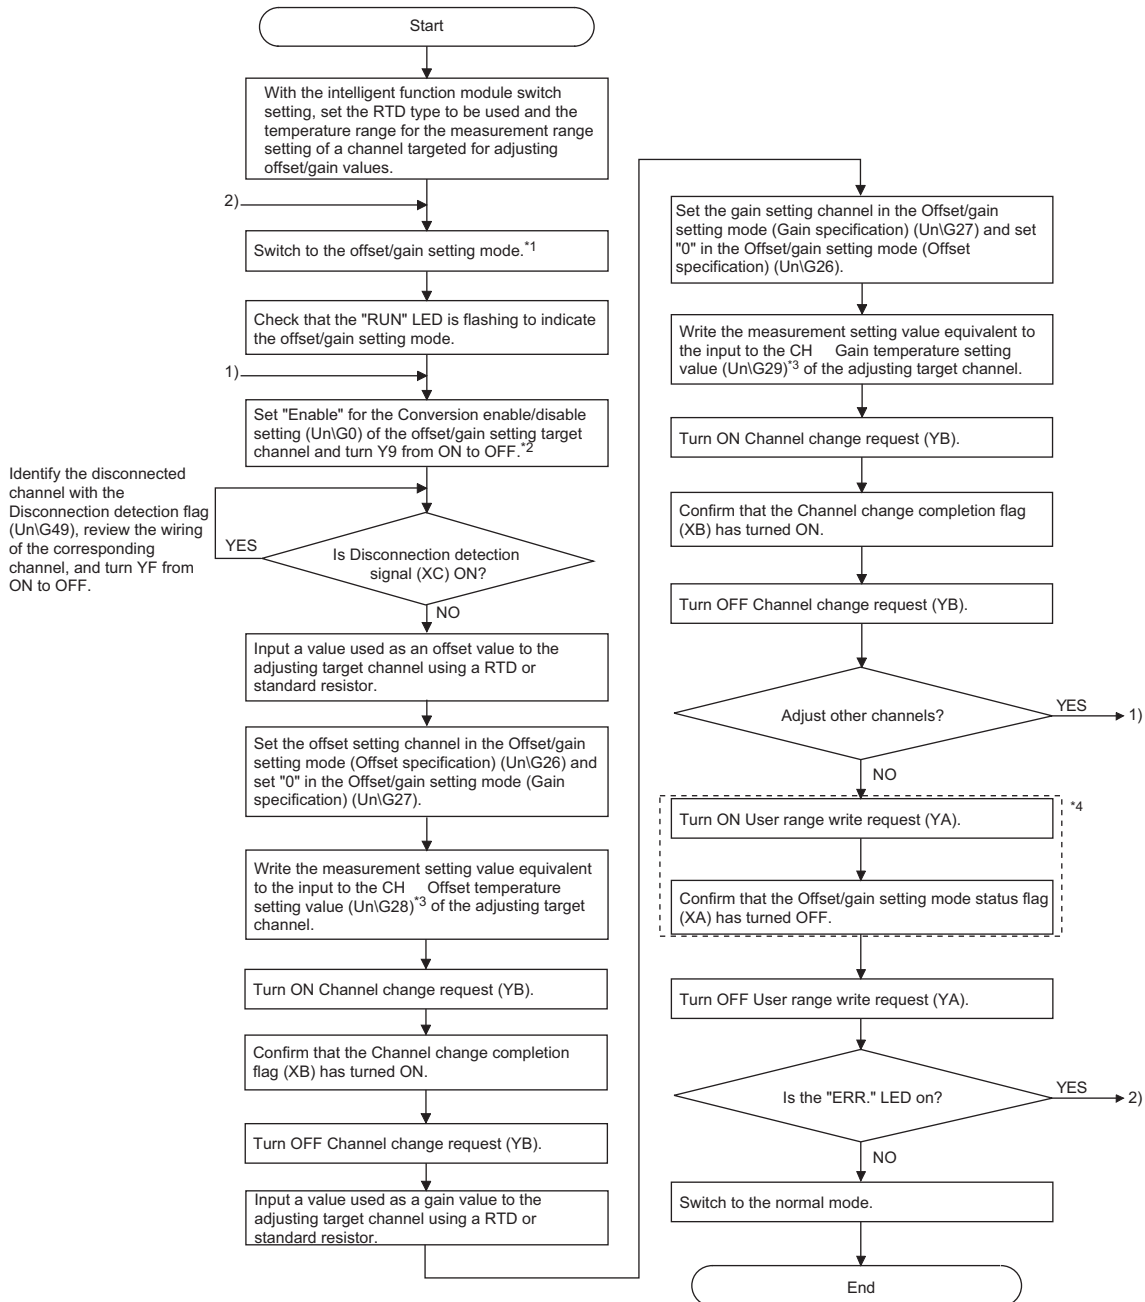 Start
With the intelligent function module switch
setting, set the RTD type to be used and the
temperature range for the measurement range
setting of a channel targeted for adjusting
offset/gain values.
2)
Switch to the offset/gain setting mode.*1
Check that the "RUN" LED is flashing to indicate
the offset/gain setting mode.
1)
Set "Enable" for the Conversion enable/disable
setting (Un\G0) of the offset/gain setting target
channel and turn Y9 from ON to OFF.*2
Identify the disconnected
channel with the
Disconnection detection flag
(Un\G49), review the wiring
of the corresponding
channel, and turn YF from
ON to OFF.
YES
Is Disconnection detection
signal (XC) ON?
NO
Input a value used as an offset value to the
adjusting target channel using a RTD or
standard resistor.
Set the offset setting channel in the Offset/gain
setting mode (Offset specification) (Un\G26) and
set "0" in the Offset/gain setting mode (Gain
specification) (Un\G27).
Write the measurement setting value equivalent
to the input to the CH Offset temperature
setting value (Un\G28)*3 of the adjusting target
channel.
Turn ON Channel change request (YB).
Confirm that the Channel change completion
flag (XB) has turned ON.
Turn OFF Channel change request (YB).
Input a value used as a gain value to the
adjusting target channel using a RTD or
standard resistor.
Set the gain setting channel in the Offset/gain
setting mode (Gain specification) (Un\G27) and set
"0" in the Offset/gain setting mode (Offset
specification) (Un\G26).
Write the measurement setting value equivalent to
the input to the CH Gain temperature setting
value (Un\G29)*3 of the adjusting target channel.
Turn ON Channel change request (YB).
Confirm that the Channel change completion flag
(XB) has turned ON.
Turn OFF Channel change request (YB).
Adjust other channels?
YES
1)
NO
*4
Turn ON User range write request (YA).
Confirm that the Offset/gain setting mode status flag
(XA) has turned OFF.
Turn OFF User range write request (YA).
Is the "ERR." LED on?
YES
2)
NO
Switch to the normal mode.
End